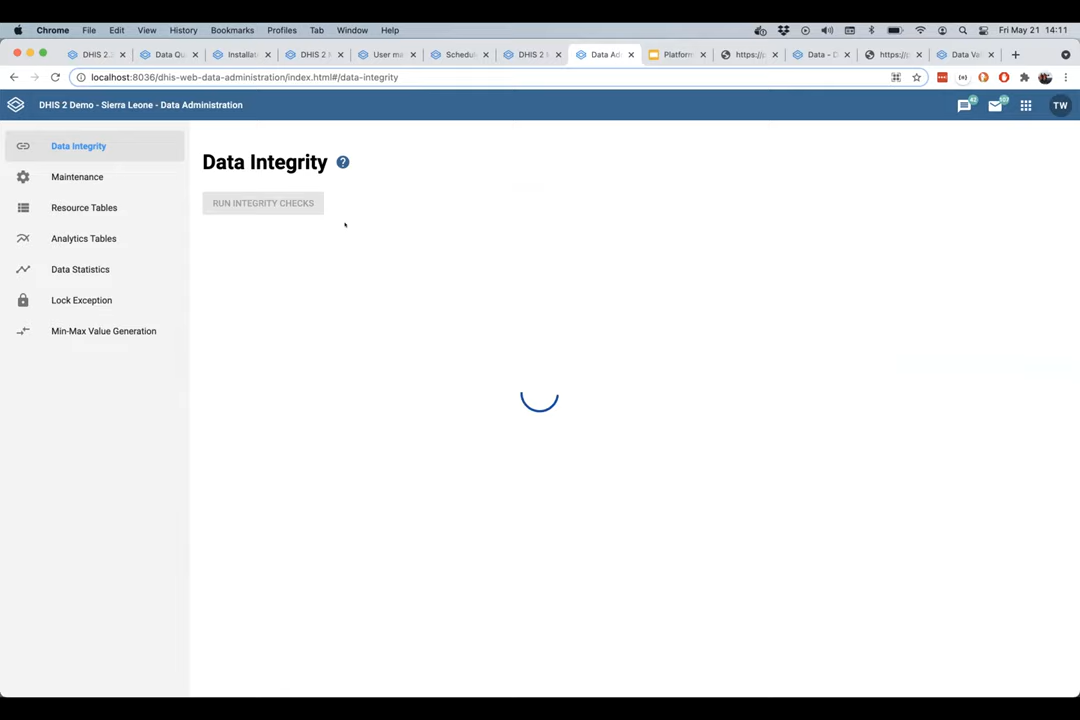 Chrome File Edit View History Bookmarks Profiles Tab Window Help Fri May 21 14:11
DHIS 2 Data Qu Installat DHIS 2 User ma Schedu DHIS 2 Data Ad Platform https://p Data - D https://p Data Va
localhost:8036/dhis-web-data-administration/index.html#/data-integrity
DHIS 2 Demo - Sierra Leone - Data Administration 42 107 TW
Data Integrity
Maintenance
Resource Tables
Analytics Tables
Data Statistics
Lock Exception
Min-Max Value Generation
Data Integrity ?
RUN INTEGRITY CHECKS